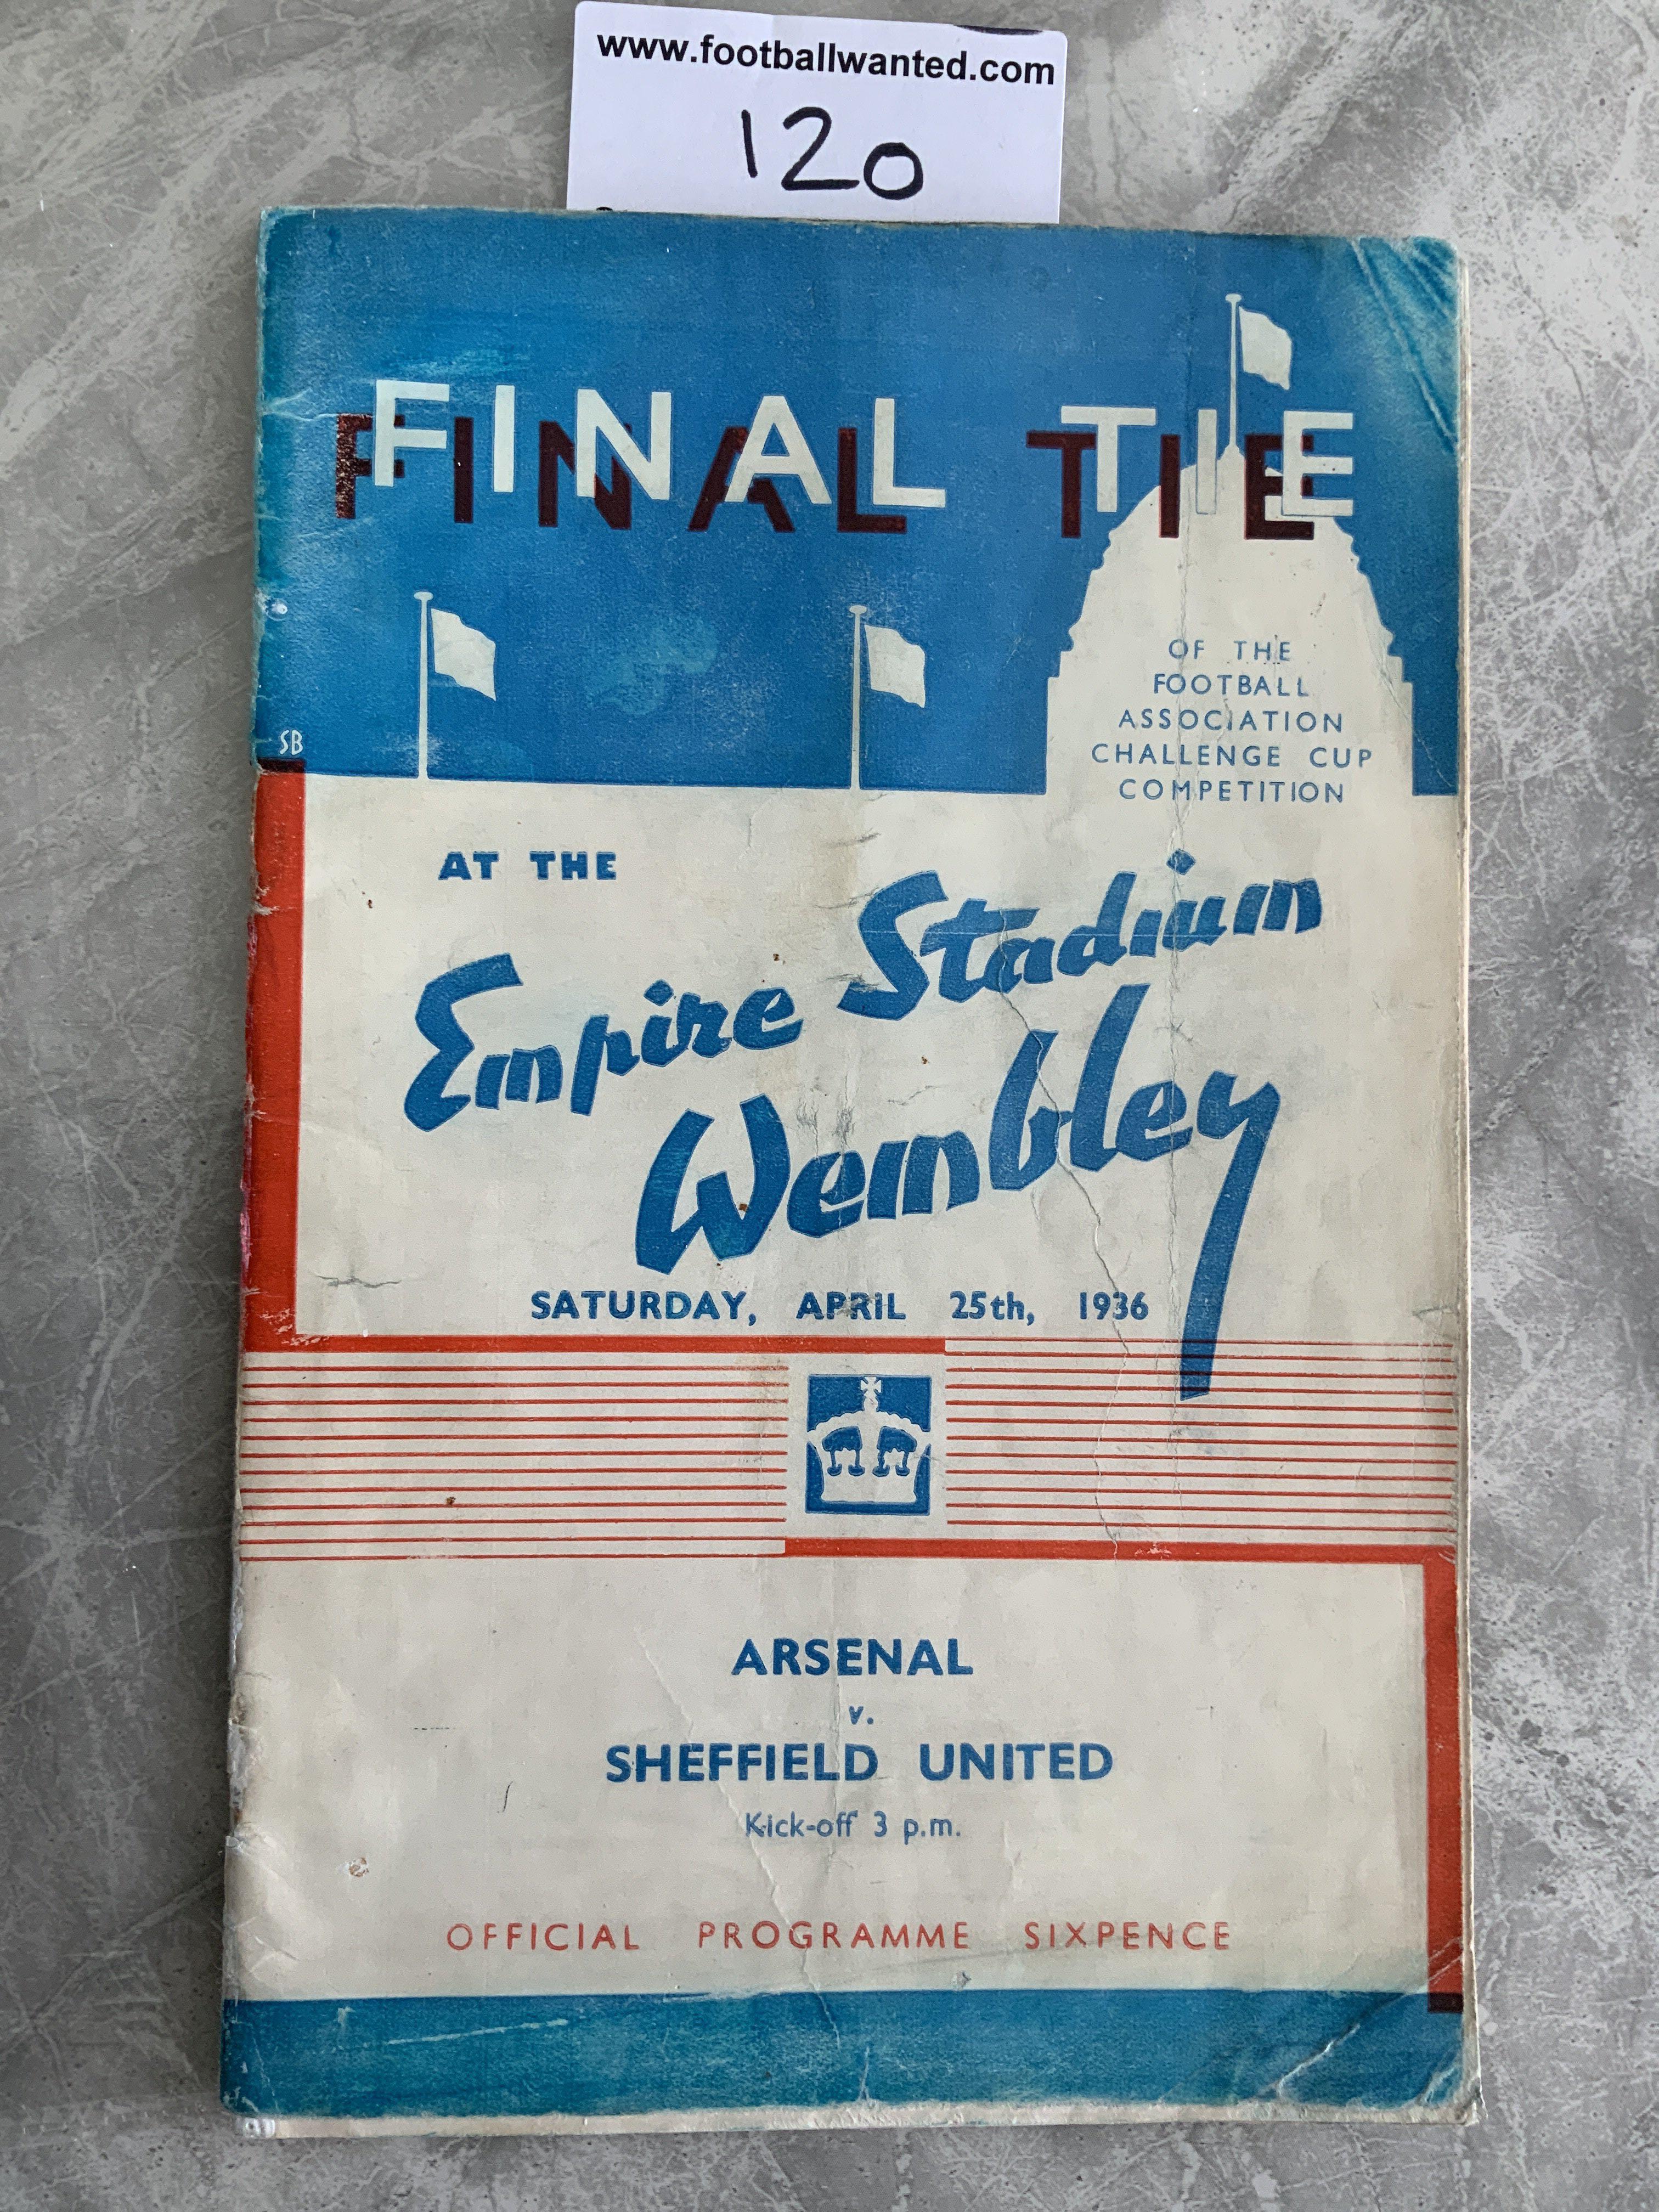 www.footballwanted.com
120
FINAL TIE
OF THE
FOOTBALL
ASSOCIATION
CHALLENGE CUP
COMPETITION
SB
AT THE
Empire Stadium
Wembley
SATURDAY, APRIL 25th, 1936
ARSENAL
v.
SHEFFIELD UNITED
Kick-off 3 p.m.
OFFICIAL PROGRAMME SIXPENCE